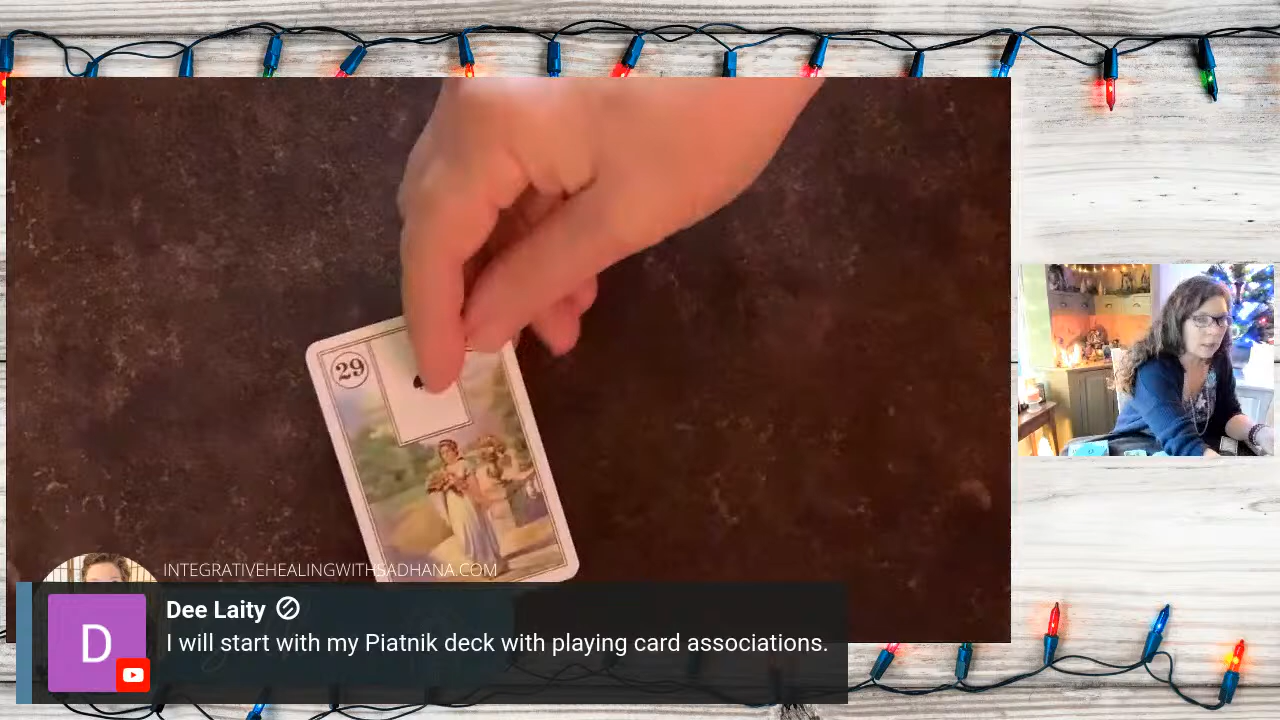 29
INTEGRATIVEHEALINGWITHSADHANA.COM
D
Dee Laity
I will start with my Piatnik deck with playing card associations.